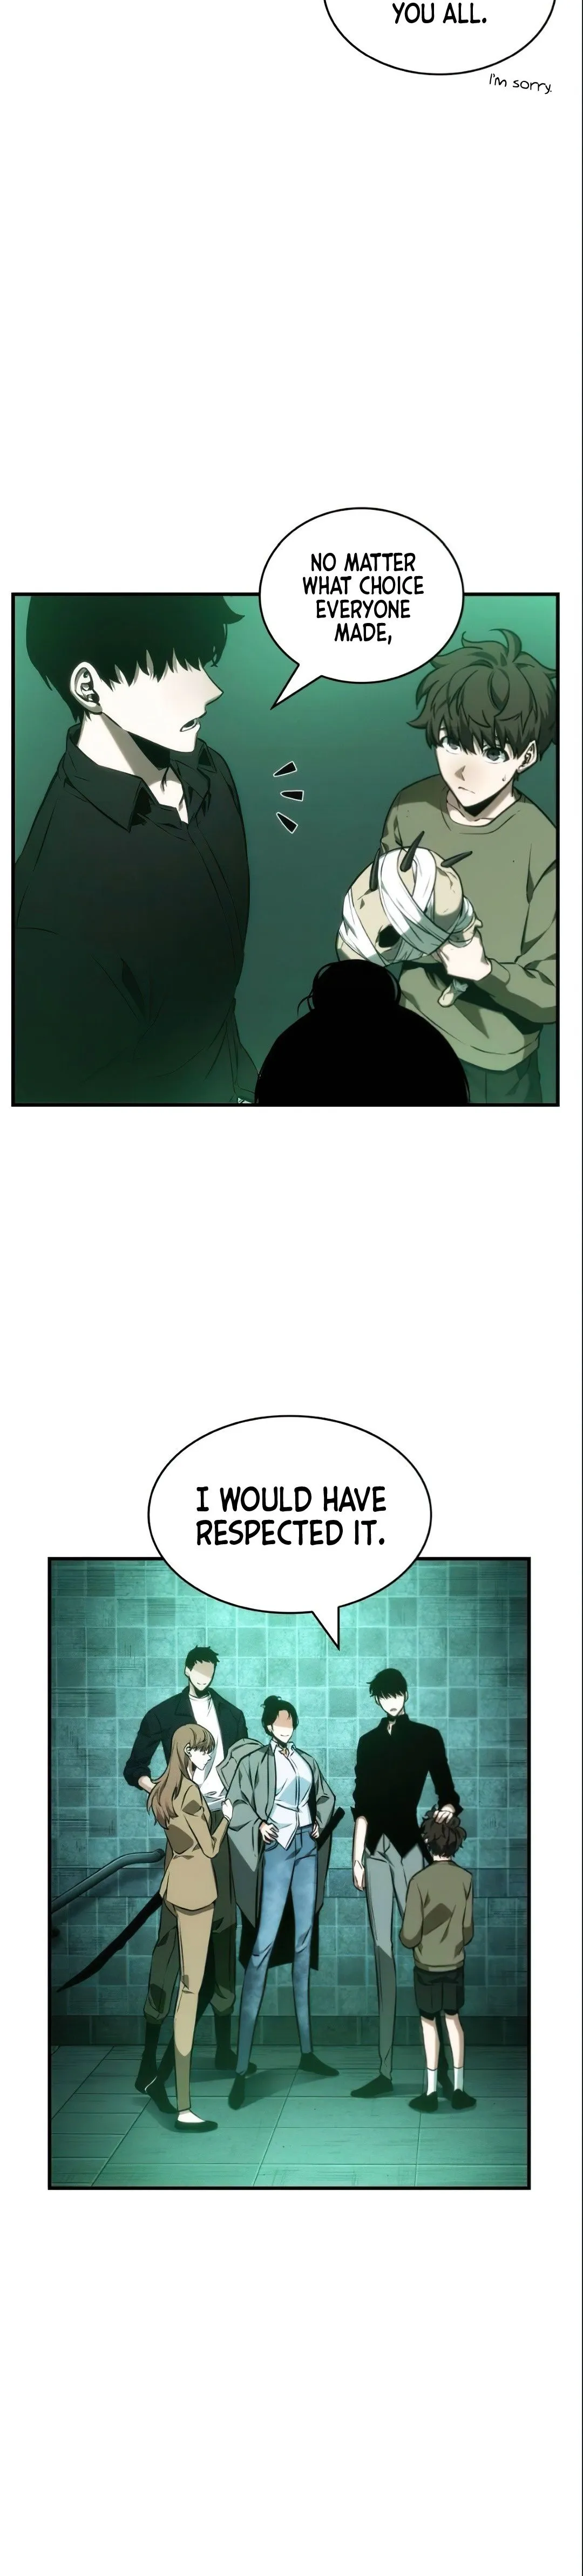 YOU ALL.
I'm sorry.
NO MATTER
WHAT CHOICE
EVERYONE
MADE,
I WOULD HAVE
RESPECTED IT.